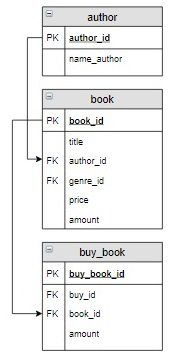 author
PK author_id
name_author
book
PK book_id
title
FK author_id
FK genre_id
price
amount
buy_book
PK buy_book_id
FK buy_id
FK book_id
amount